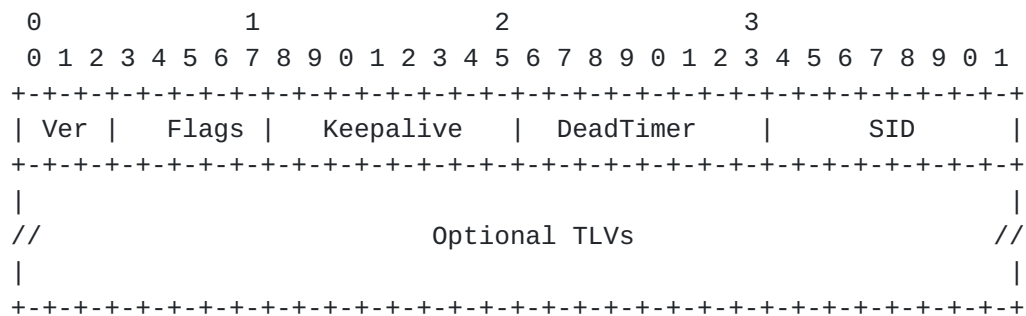 0             1               2               3
 0 1 2 3 4 5 6 7 8 9 0 1 2 3 4 5 6 7 8 9 0 1 2 3 4 5 6 7 8 9 0 1
+-+-+-+-+-+-+-+-+-+-+-+-+-+-+-+-+-+-+-+-+-+-+-+-+-+-+-+-+-+-+-+-+
| Ver |   Flags |   Keepalive   |  DeadTimer    |      SID      |
+-+-+-+-+-+-+-+-+-+-+-+-+-+-+-+-+-+-+-+-+-+-+-+-+-+-+-+-+-+-+-+-+
|                                                               |
//                         Optional TLVs                       //
|                                                               |
+-+-+-+-+-+-+-+-+-+-+-+-+-+-+-+-+-+-+-+-+-+-+-+-+-+-+-+-+-+-+-+-+